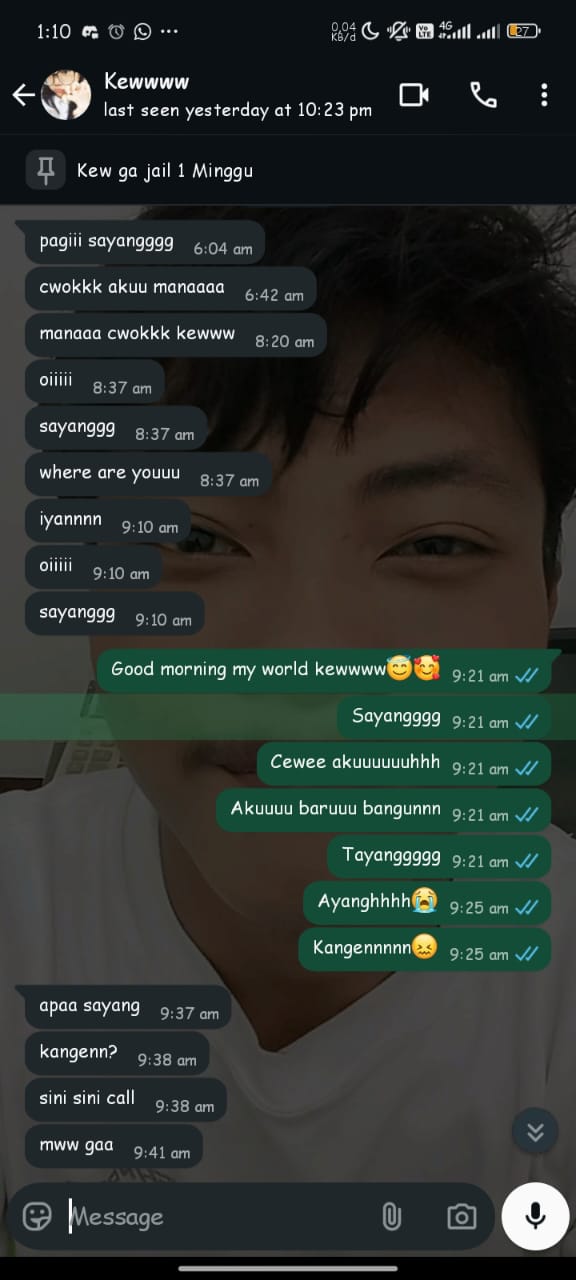 1:10
0,04 KB/d
Vo LTE
4G
27
Kewwww
last seen yesterday at 10:23 pm
Kew ga jail 1 Minggu
pagiii sayangggg 6:04 am
cwokkk akuu manaaaa 6:42 am
manaaa cwokkk kewww 8:20 am
oiiiii 8:37 am
sayanggg 8:37 am
where are youuu 8:37 am
iyannnn 9:10 am
oiiiii 9:10 am
sayanggg 9:10 am
Good morning my world kewwww😇🥰 9:21 am
Sayangggg 9:21 am
Cewee akuuuuuuhhh 9:21 am
Akuuuu baruuu bangunnn 9:21 am
Tayanggggg 9:21 am
Ayanghhhh😭 9:25 am
Kangennnnn😖 9:25 am
apaa sayang 9:37 am
kangenn? 9:38 am
sini sini call 9:38 am
mww gaa 9:41 am
Message